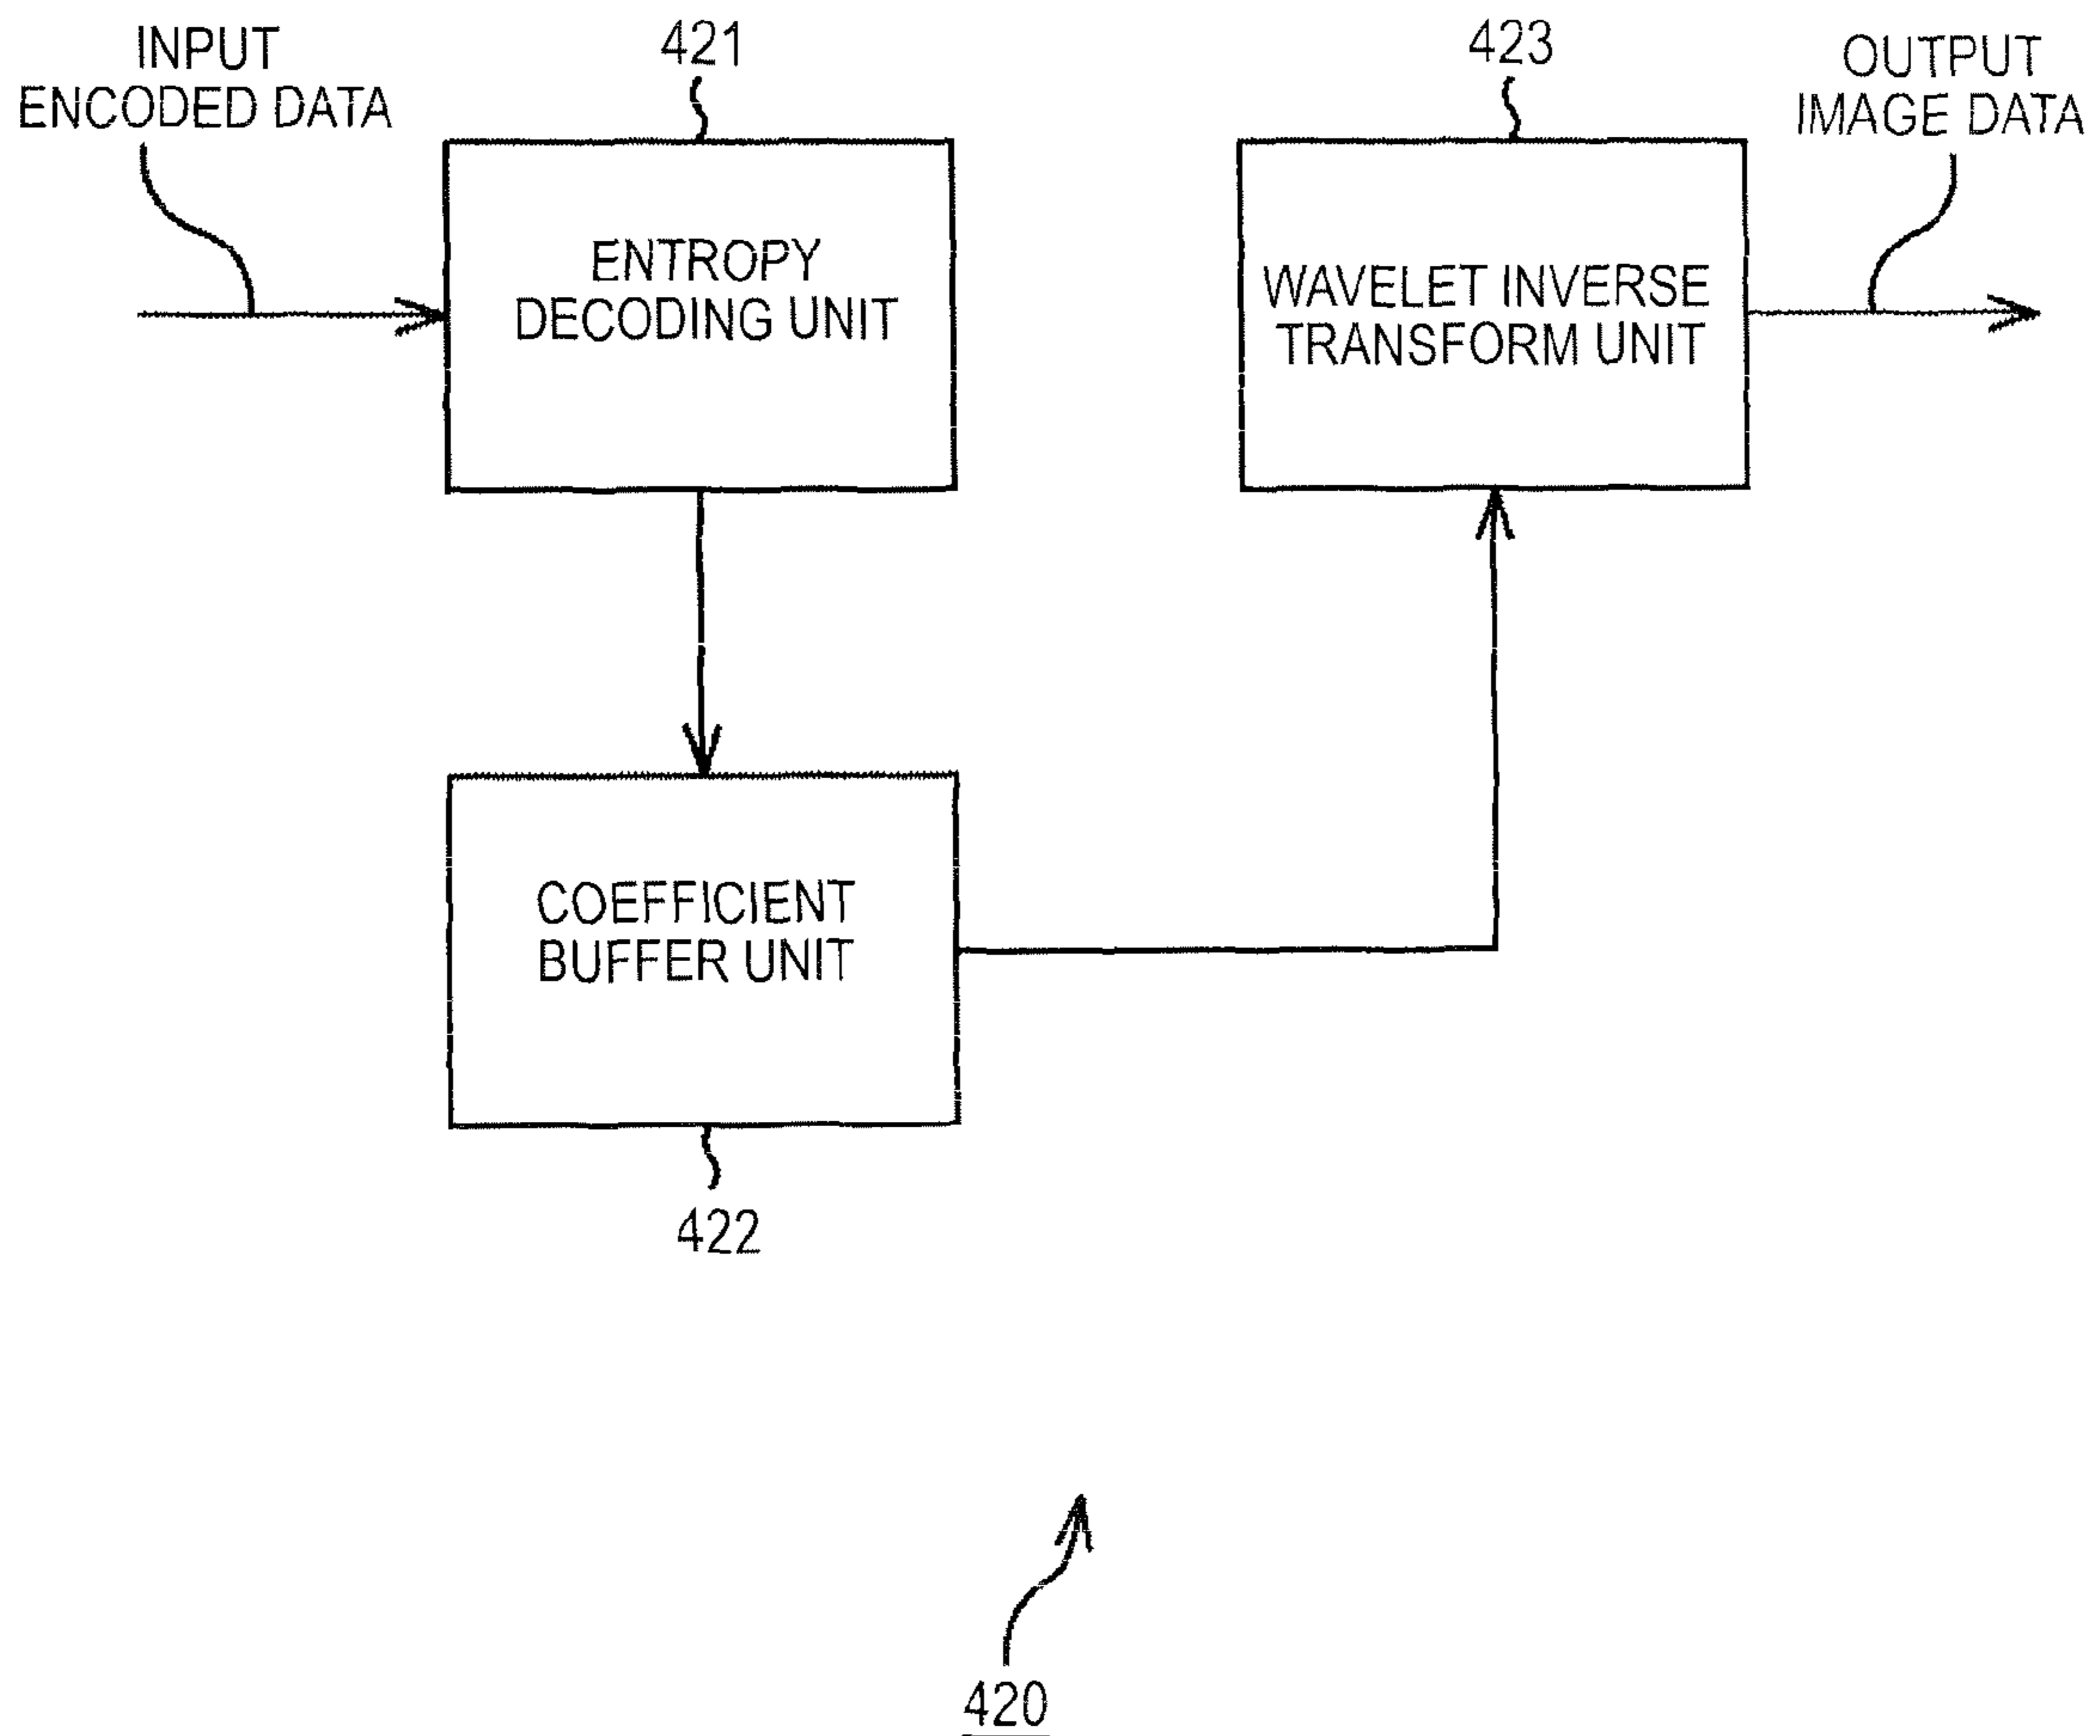 INPUT
ENCODED DATA
421
423
OUTPUT
IMAGE DATA
ENTROPY
DECODING UNIT
WAVELET INVERSE
TRANSFORM UNIT
COEFFICIENT
BUFFER UNIT
422
420